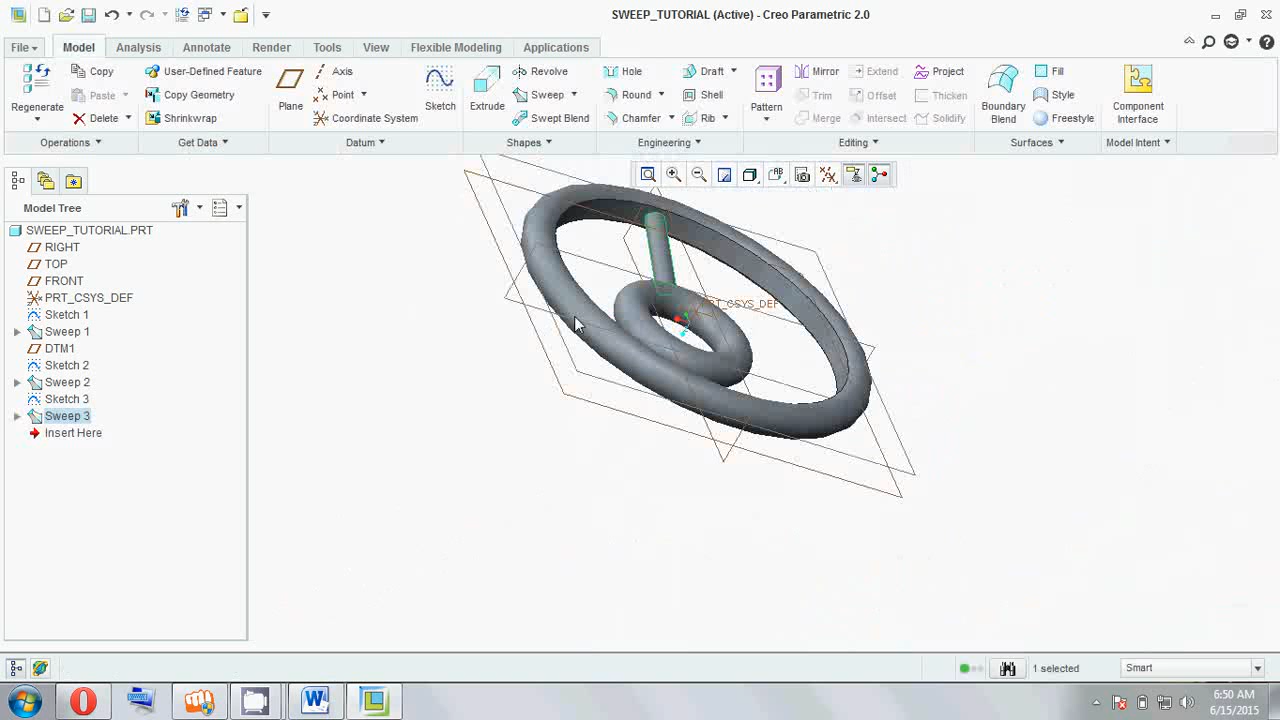 SWEEP_TUTORIAL (Active) - Creo Parametric 2.0
File Model Analysis Annotate Render Tools View Flexible Modeling Applications
Copy User-Defined Feature Axis Revolve Hole Draft Mirror Extend Project Fill
Regenerate Paste Copy Geometry Plane Point Sketch Extrude Sweep Round Shell Pattern Trim Offset Thicken Boundary Blend Style Component Interface
Delete Shrinkwrap Coordinate System Swept Blend Chamfer Rib Merge Intersect Solidify Freestyle
Operations Get Data Datum Shapes Engineering Editing Surfaces Model Intent
Model Tree
SWEEP_TUTORIAL.PRT
RIGHT
TOP
FRONT
PRT_CSYS_DEF
Sketch 1
Sweep 1
DTM1
Sketch 2
Sweep 2
Sketch 3
Sweep 3
Insert Here
PRT_CSYS_DEF
1 selected Smart
6:50 AM
6/15/2015